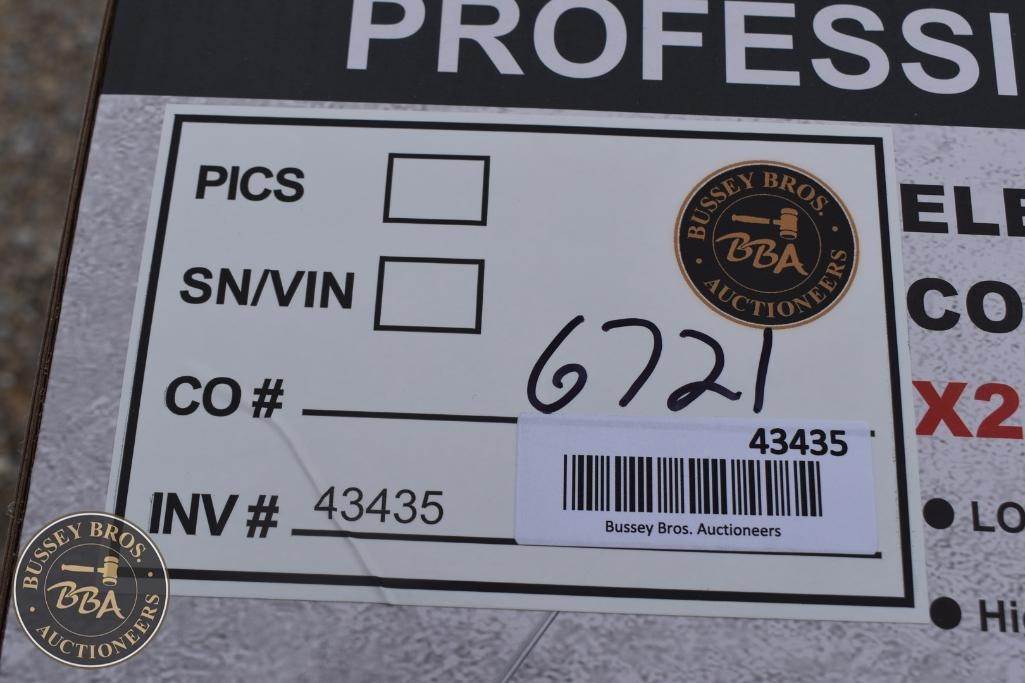 PROFESSI
PICS
BUSSEY BROS.
BBA
AUCTIONEERS
ELE
SN/VIN
CO
6721
CO #
X2
43435
INV # 43435
Bussey Bros. Auctioneers
LO
Hi
BUSSEY BROS.
BBA
AUCTIONEERS